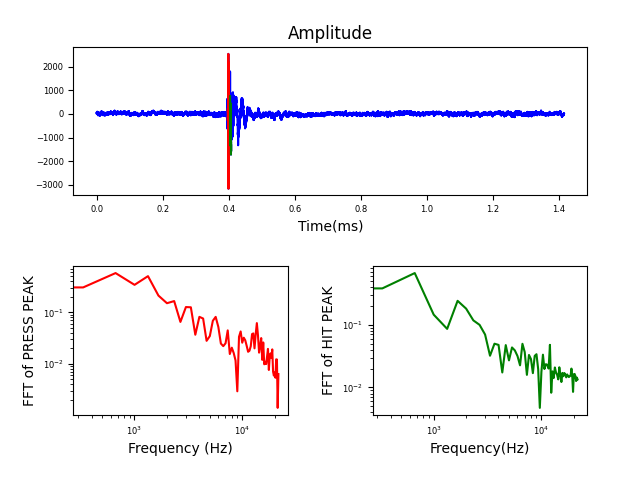 Amplitude
2000
1000
0
−1000
−2000
−3000
0.0 0.2 0.4 0.6 0.8 1.0 1.2 1.4
Time(ms)
FFT of PRESS PEAK
10⁻¹
10⁻²
10³ 10⁴
Frequency (Hz)
FFT of HIT PEAK
10⁻¹
10⁻²
10³ 10⁴
Frequency(Hz)